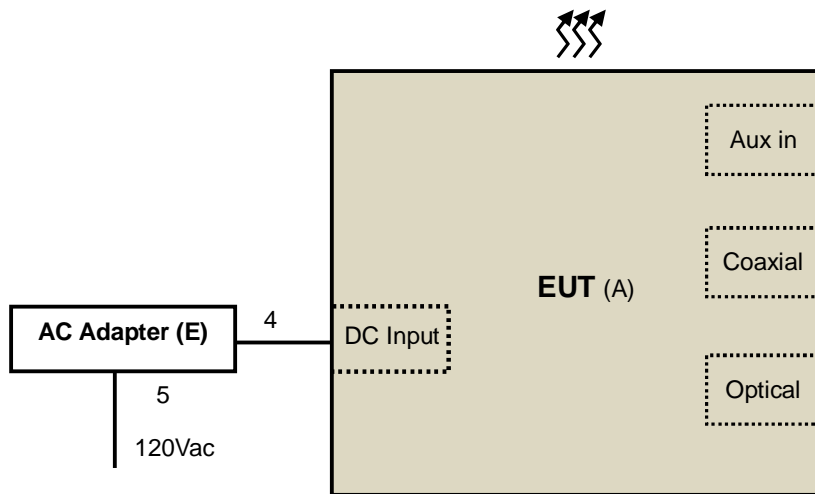 Aux in
Coaxial
EUT (A)
4
AC Adapter (E)
DC Input
Optical
5
120Vac